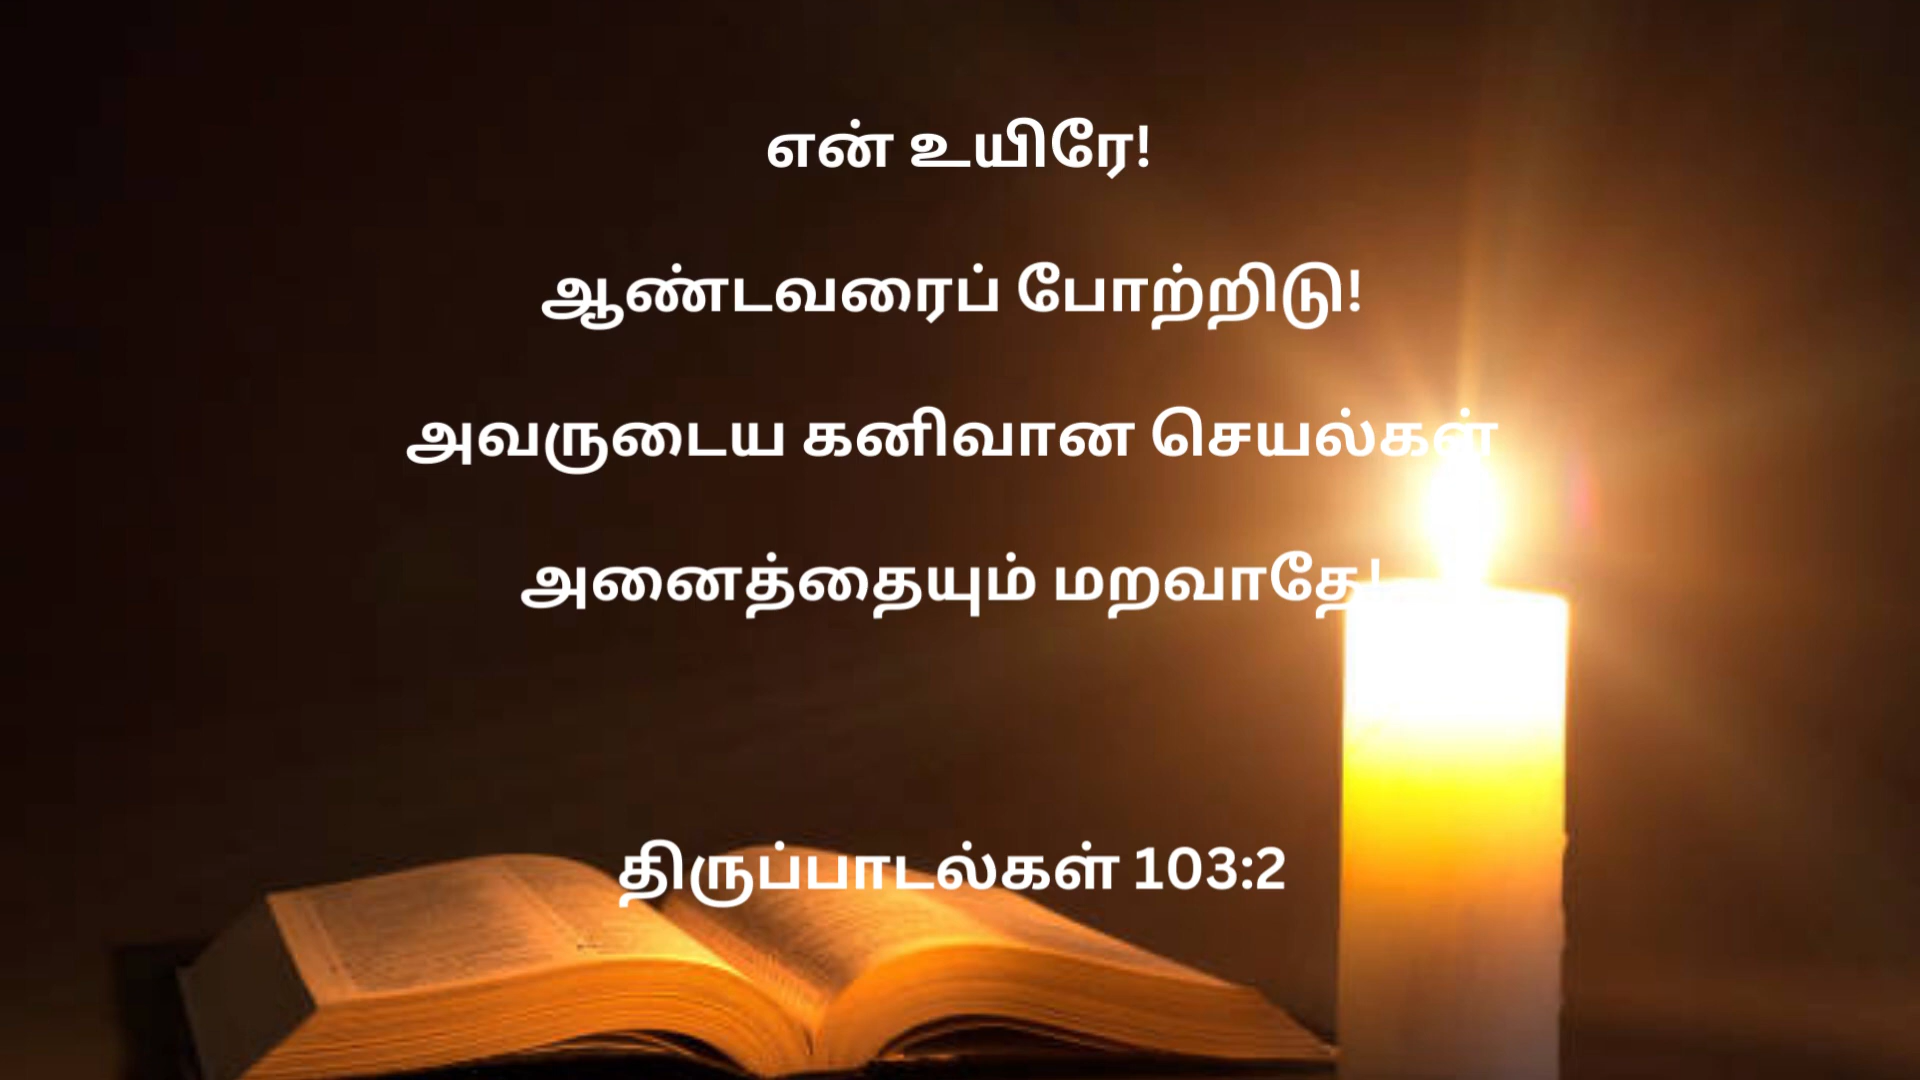 என் உயிரே!
ஆண்டவரைப் போற்றிடு!
அவருடைய கனிவான செயல்கள்
அனைத்தையும் மறவாதே!
திருப்பாடல்கள் 103:2